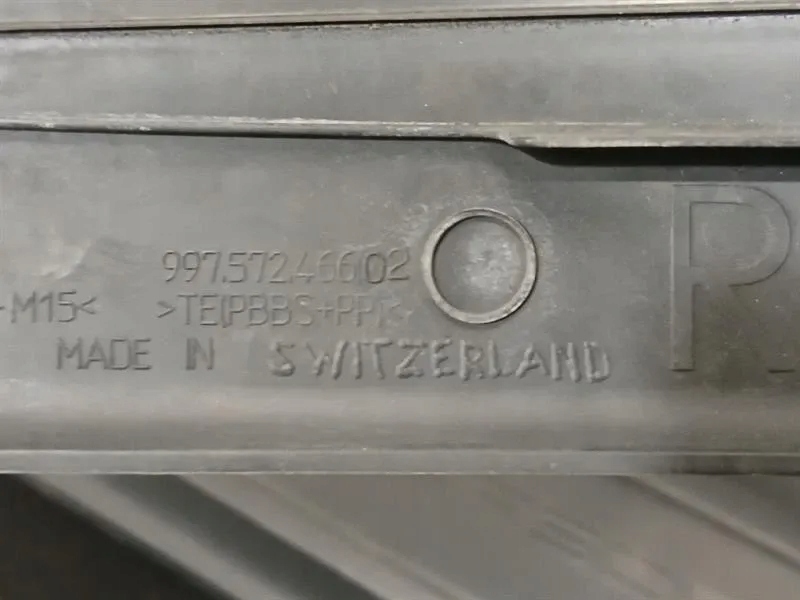 997.572.466 02
-M15< >TE(PBBS+PP)<
MADE IN SWITZERLAND
R